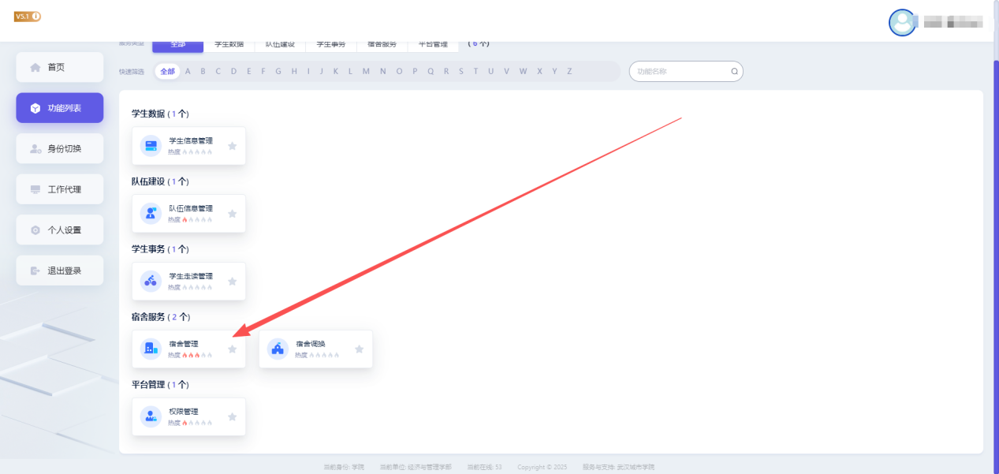 V5.1
服务类型 全部 学生数据 队伍建设 学生事务 宿舍服务 平台管理 ( 6 个)
首页
快速筛选 全部 A B C D E F G H I J K L M N O P Q R S T U V W X Y Z 功能名称
功能列表
身份切换
工作代理
个人设置
退出登录
学生数据 ( 1 个)
学生信息管理
热度
队伍建设 ( 1 个)
队伍信息管理
热度
学生事务 ( 1 个)
学生走读管理
热度
宿舍服务 ( 2 个)
宿舍管理
热度
宿舍调换
热度
平台管理 ( 1 个)
权限管理
热度
当前身份: 学院 当前单位: 经济与管理学部 当前在线: 53 Copyright © 2025 服务与支持: 武汉城市学院